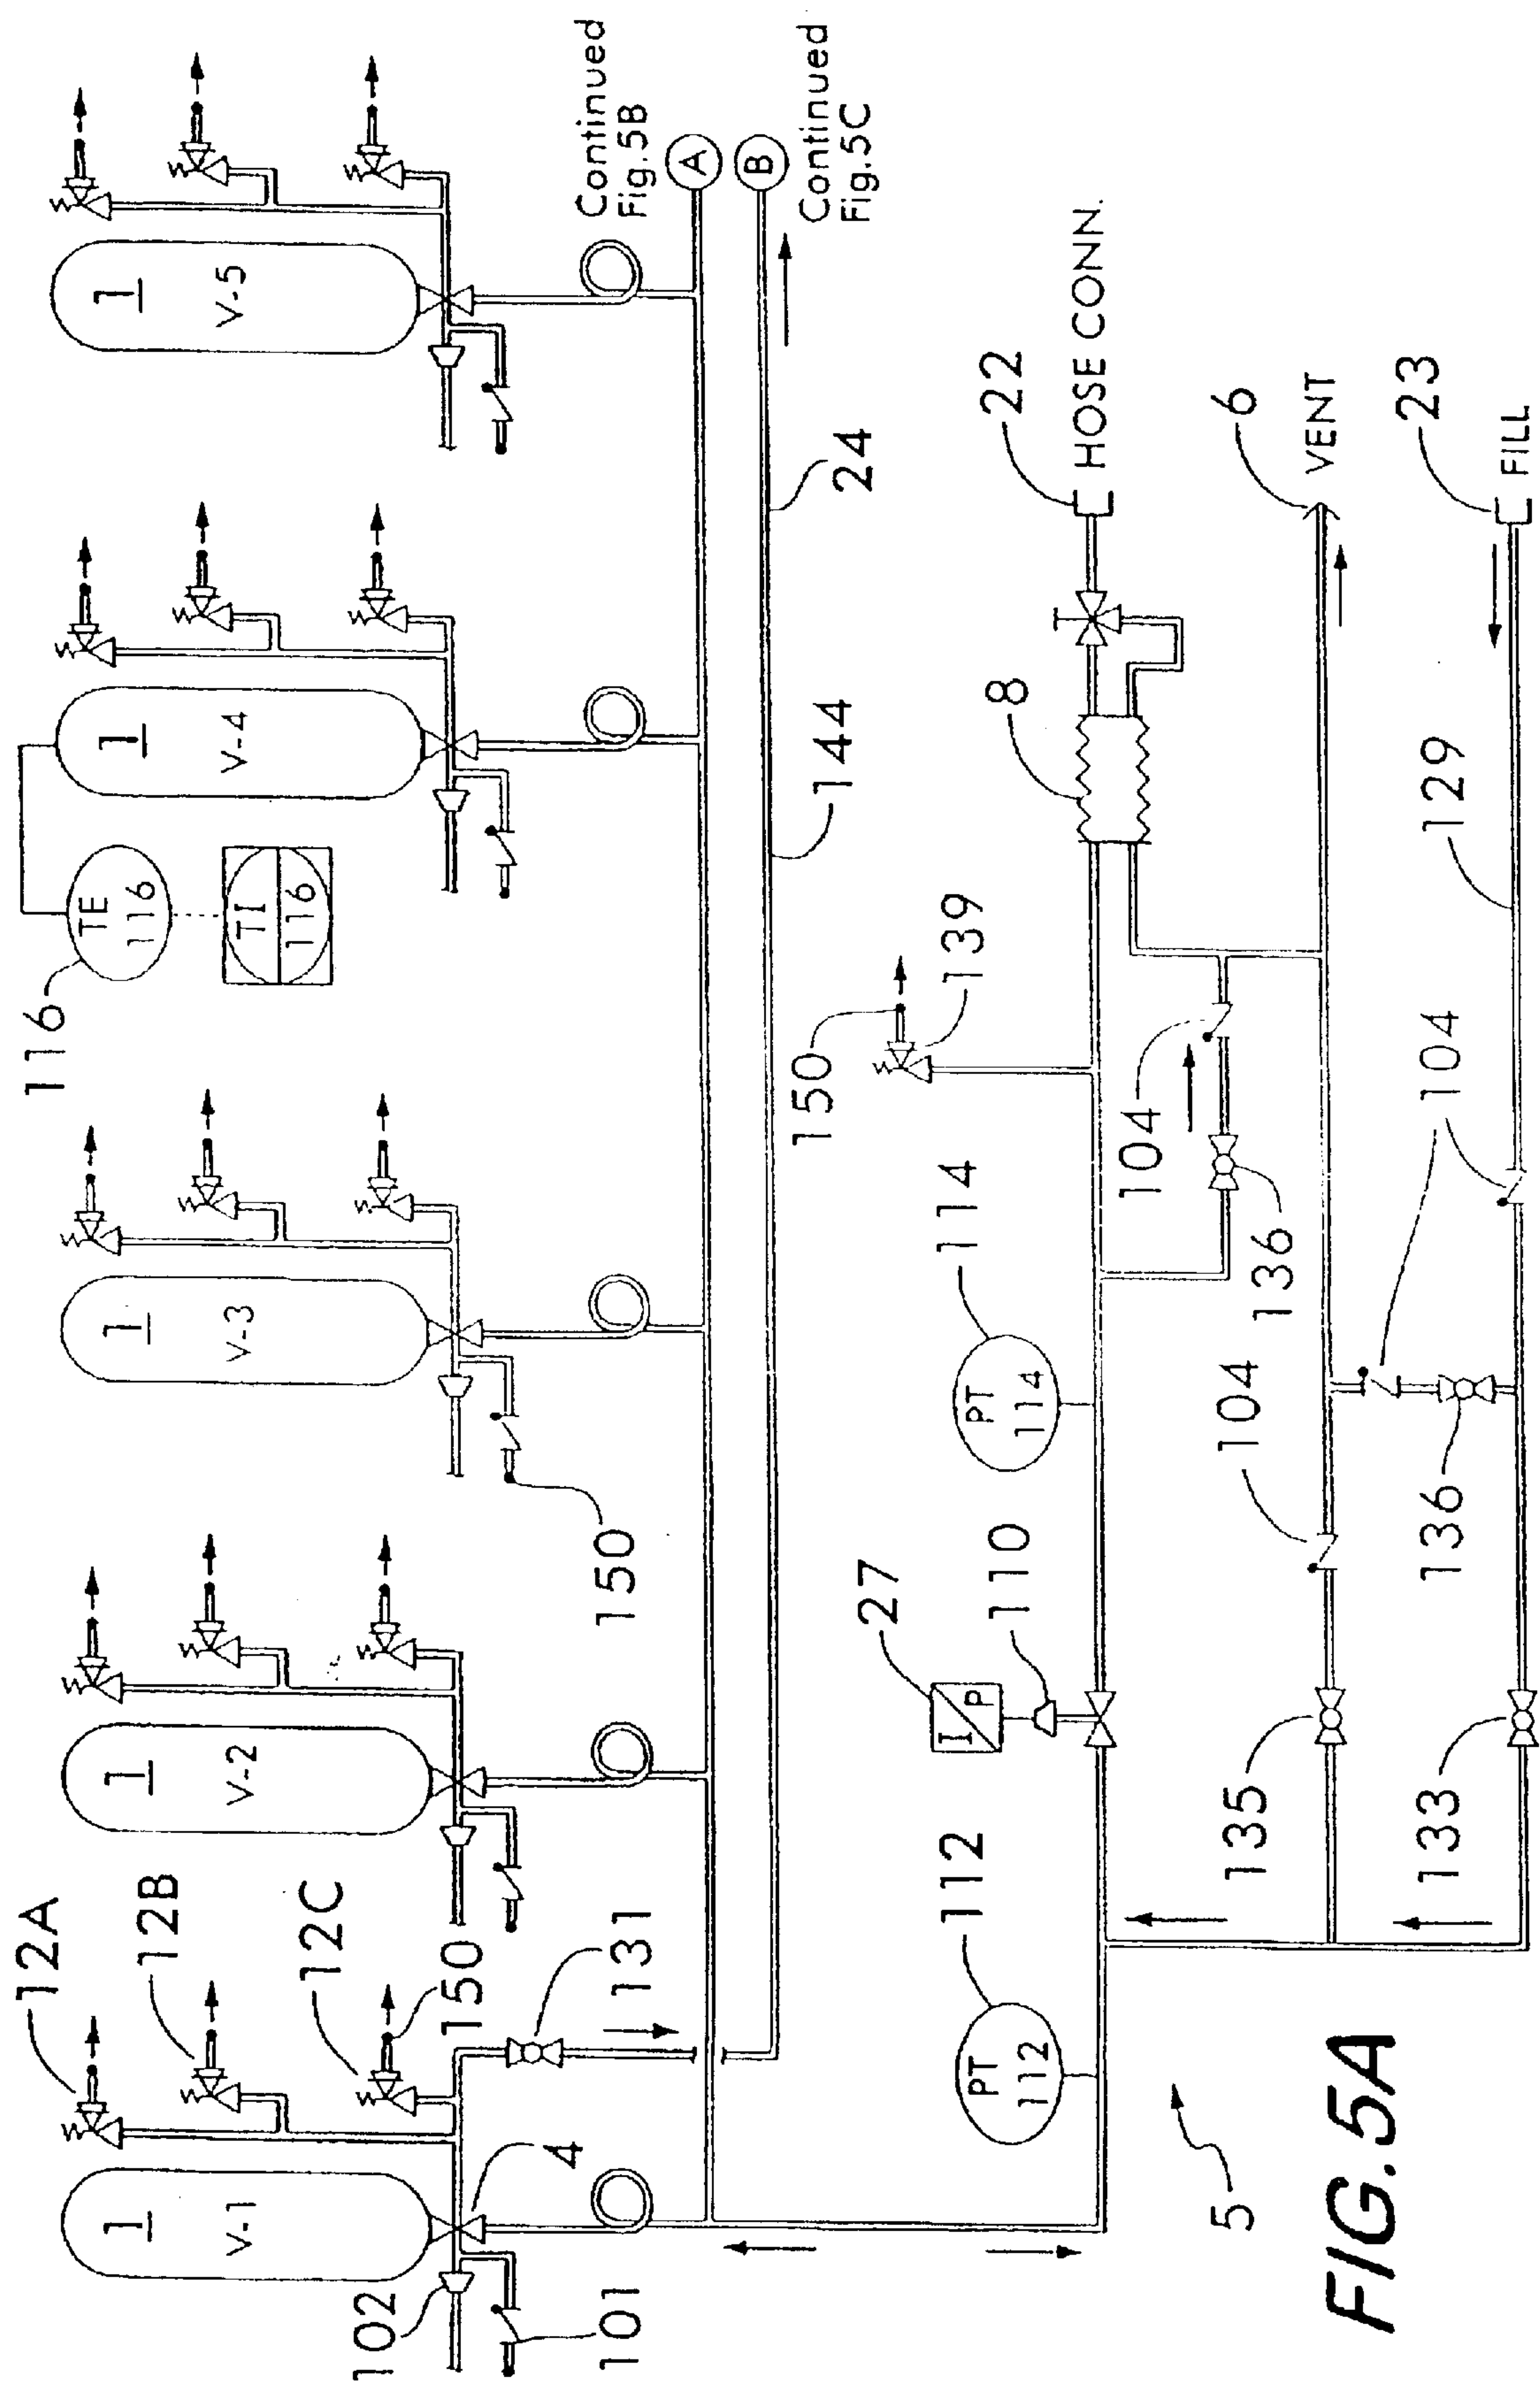 12A
12B
12C
150
131
102
101
4
1
V-1
1
V-2
1
V-3
150
116
TE
116
TI
116
1
V-4
1
V-5
Continued
Fig.5B
A
B
Continued
Fig.5C
24
144
112
PT
112
27
I
P
110
114
PT
114
150
139
8
22
HOSE CONN.
104
136
6
VENT
135
104
104
136
133
129
23
FILL
5
FIG.5A